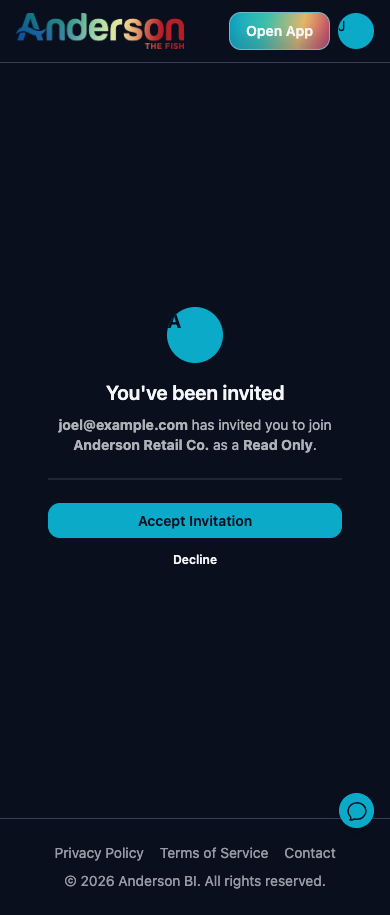 Anderson
THE FISH
Open App
J
A
You've been invited
joel@example.com has invited you to join
Anderson Retail Co. as a Read Only.
Accept Invitation
Decline
Privacy Policy Terms of Service Contact
© 2026 Anderson BI. All rights reserved.